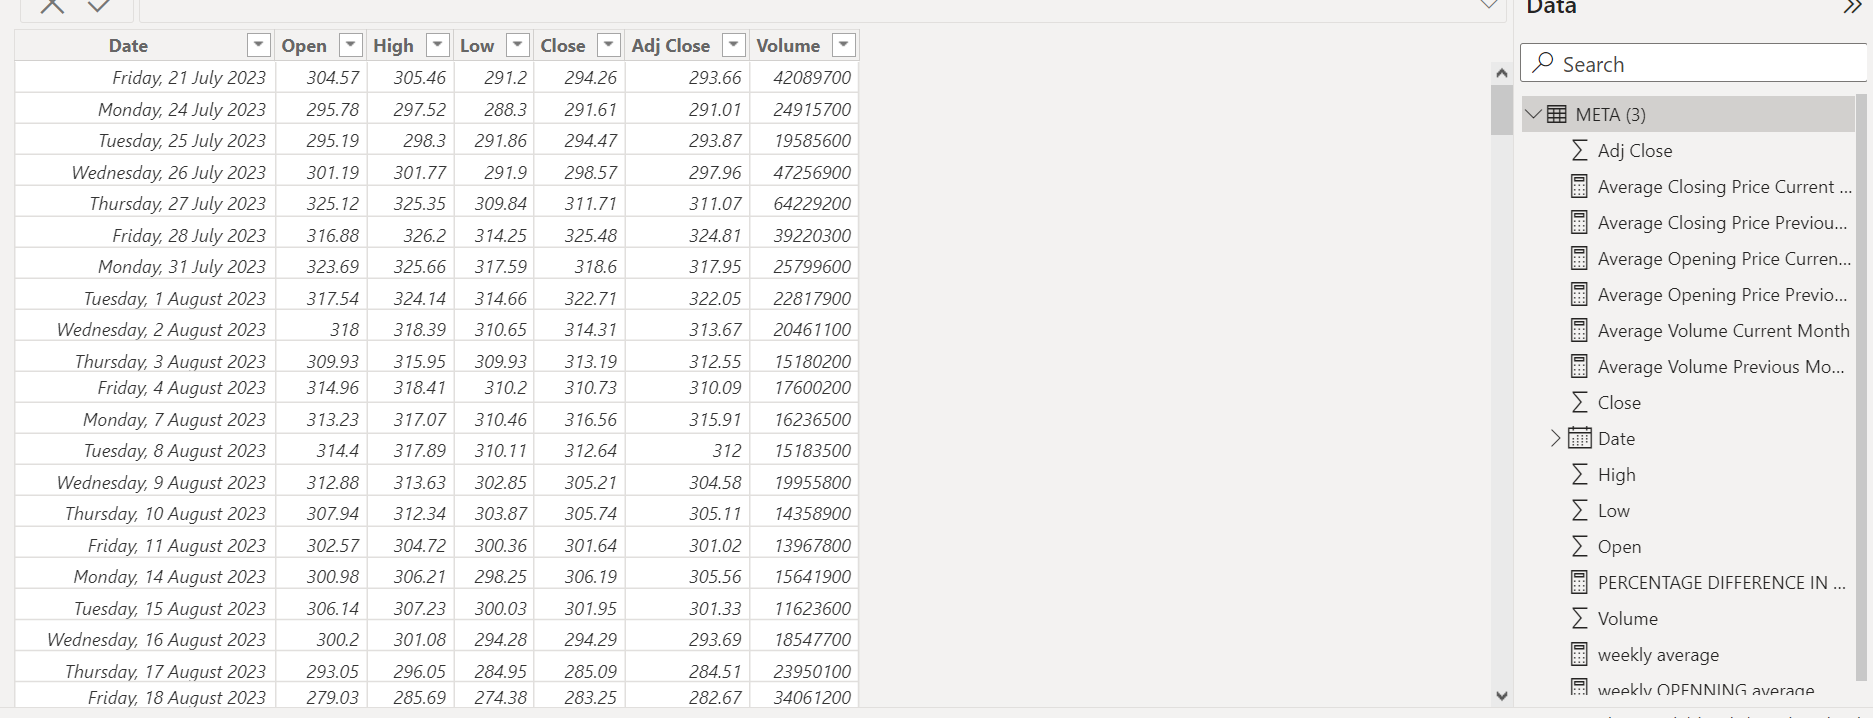 Data
Date Open High Low Close Adj Close Volume
Friday, 21 July 2023 304.57 305.46 291.2 294.26 293.66 42089700
Monday, 24 July 2023 295.78 297.52 288.3 291.61 291.01 24915700
Tuesday, 25 July 2023 295.19 298.3 291.86 294.47 293.87 19585600
Wednesday, 26 July 2023 301.19 301.77 291.9 298.57 297.96 47256900
Thursday, 27 July 2023 325.12 325.35 309.84 311.71 311.07 64229200
Friday, 28 July 2023 316.88 326.2 314.25 325.48 324.81 39220300
Monday, 31 July 2023 323.69 325.66 317.59 318.6 317.95 25799600
Tuesday, 1 August 2023 317.54 324.14 314.66 322.71 322.05 22817900
Wednesday, 2 August 2023 318 318.39 310.65 314.31 313.67 20461100
Thursday, 3 August 2023 309.93 315.95 309.93 313.19 312.55 15180200
Friday, 4 August 2023 314.96 318.41 310.2 310.73 310.09 17600200
Monday, 7 August 2023 313.23 317.07 310.46 316.56 315.91 16236500
Tuesday, 8 August 2023 314.4 317.89 310.11 312.64 312 15183500
Wednesday, 9 August 2023 312.88 313.63 302.85 305.21 304.58 19955800
Thursday, 10 August 2023 307.94 312.34 303.87 305.74 305.11 14358900
Friday, 11 August 2023 302.57 304.72 300.36 301.64 301.02 13967800
Monday, 14 August 2023 300.98 306.21 298.25 306.19 305.56 15641900
Tuesday, 15 August 2023 306.14 307.23 300.03 301.95 301.33 11623600
Wednesday, 16 August 2023 300.2 301.08 294.28 294.29 293.69 18547700
Thursday, 17 August 2023 293.05 296.05 284.95 285.09 284.51 23950100
Friday, 18 August 2023 279.03 285.69 274.38 283.25 282.67 34061200
Search
META (3)
Adj Close
Average Closing Price Current ...
Average Closing Price Previou...
Average Opening Price Curren...
Average Opening Price Previo...
Average Volume Current Month
Average Volume Previous Mo...
Close
Date
High
Low
Open
PERCENTAGE DIFFERENCE IN ...
Volume
weekly average
weekly OPENNING average